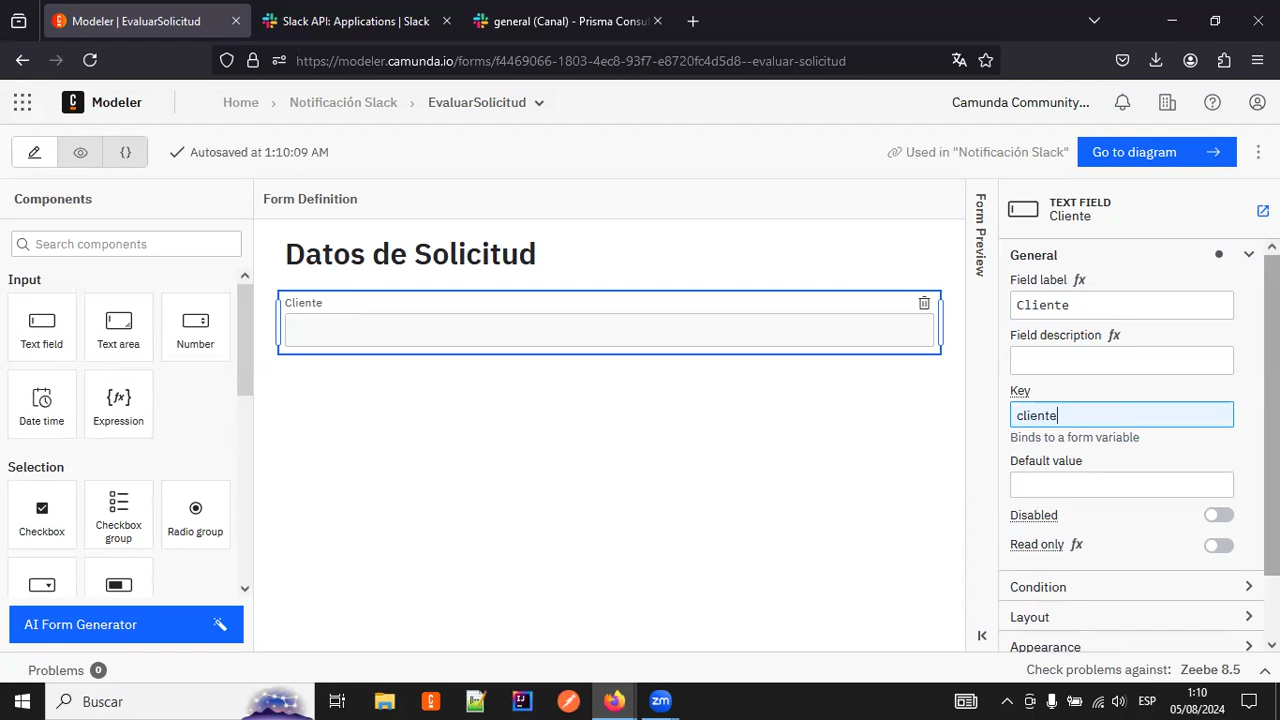 Modeler | EvaluarSolicitud
Slack API: Applications | Slack
general (Canal) - Prisma Consul
https://modeler.camunda.io/forms/f4469066-1803-4ec8-93f7-e8720fc4d5d8--evaluar-solicitud
Modeler
Home
Notificación Slack
EvaluarSolicitud
Camunda Community...
Autosaved at 1:10:09 AM
Used in "Notificación Slack"
Go to diagram
Components
Form Definition
Form Preview
TEXT FIELD
Cliente
Search components
Datos de Solicitud
General
Input
Field label fx
Cliente
Cliente
Text field
Text area
Number
Field description fx
Date time
Expression
Key
cliente
Binds to a form variable
Selection
Default value
Checkbox
Checkbox group
Radio group
Disabled
Read only fx
Condition
AI Form Generator
Layout
Appearance
Problems 0
Check problems against: Zeebe 8.5
Buscar
zm
ESP
1:10
05/08/2024